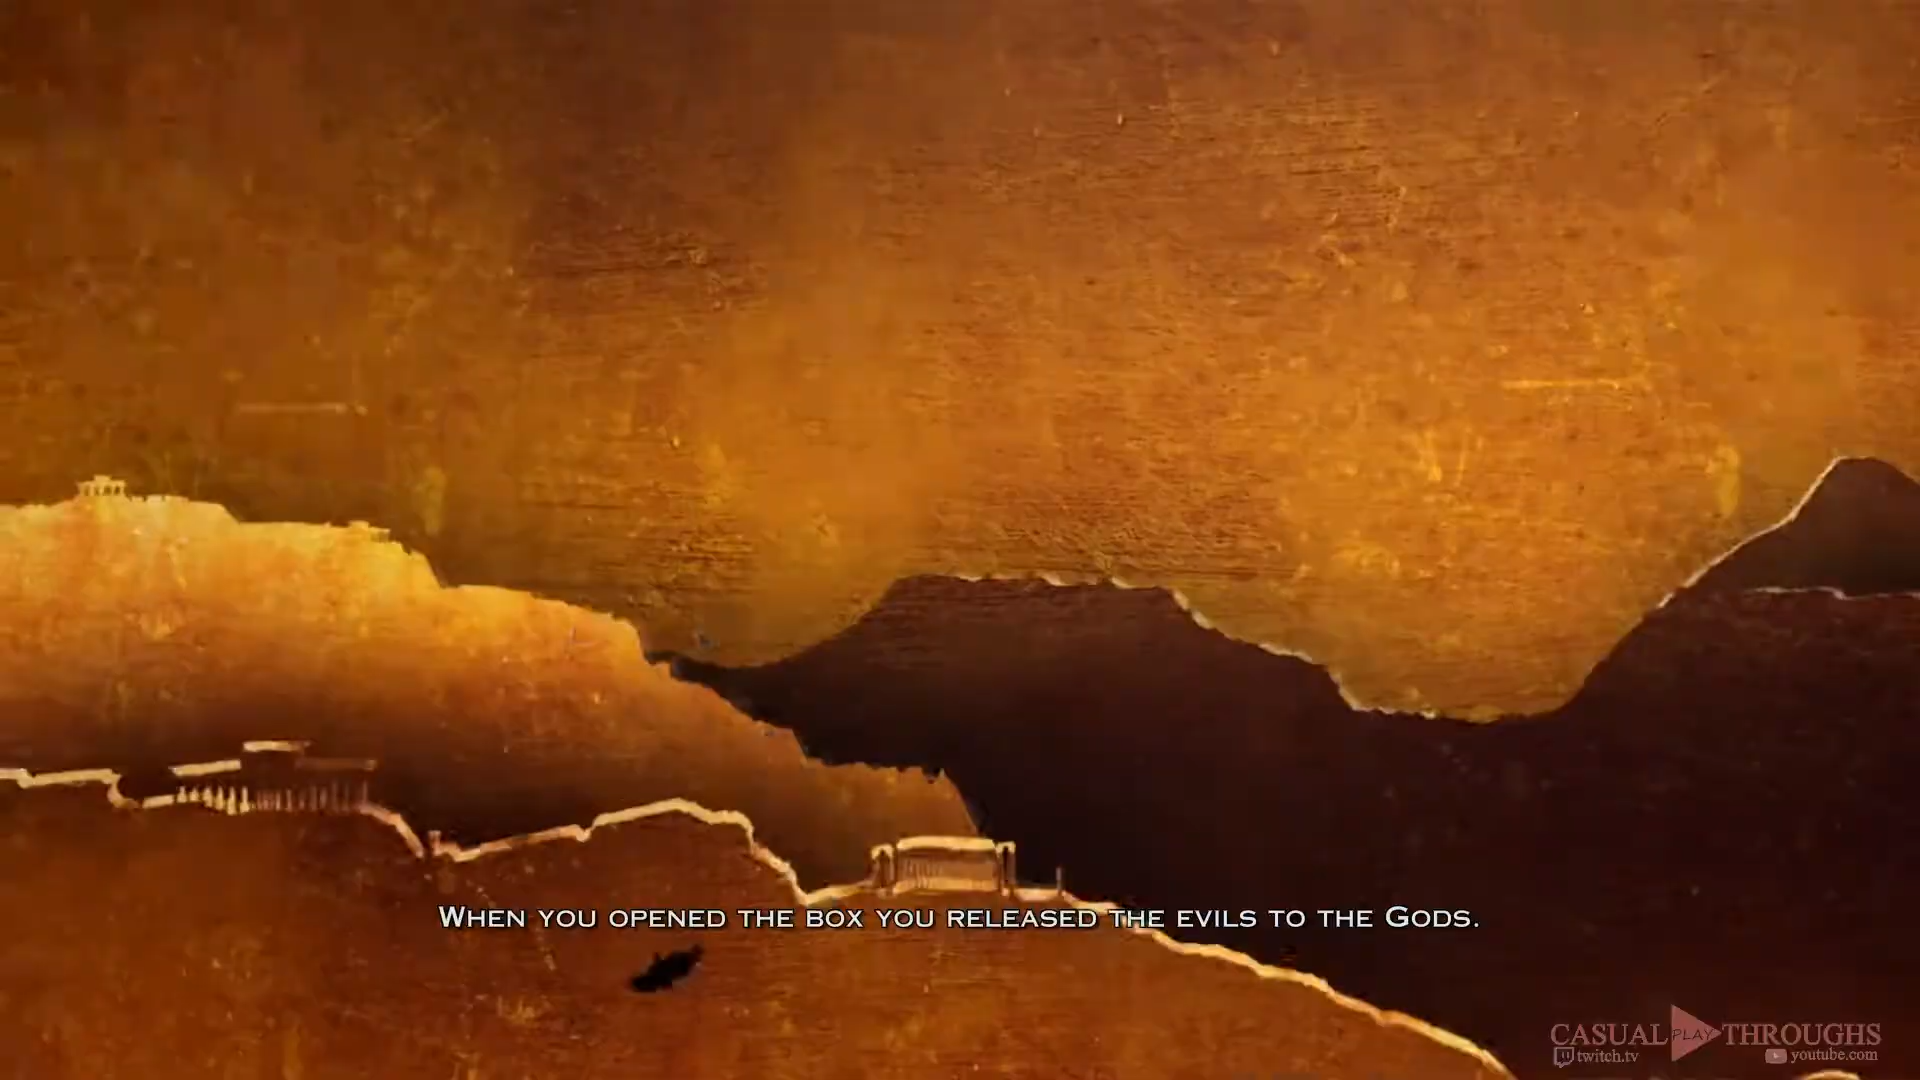 When you opened the box you released the evils to the Gods.
CASUAL PLAY THROUGHS
twitch.tv youtube.com